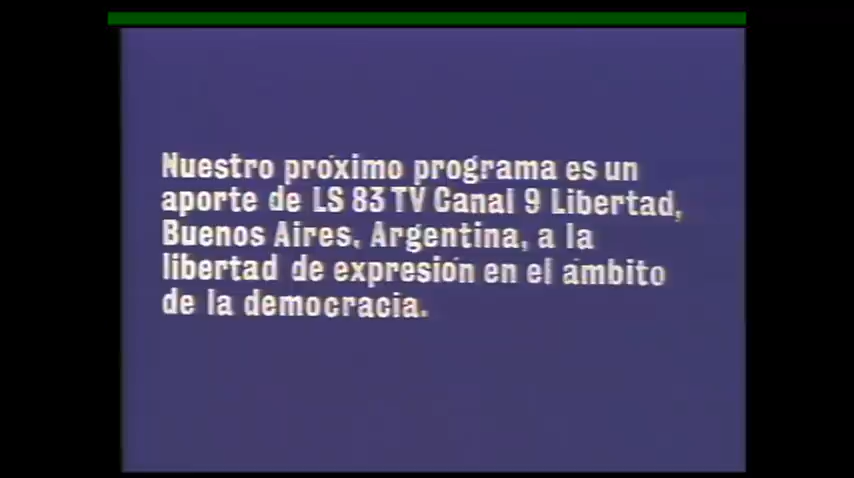 Nuestro próximo programa es un
aporte de LS 83 TV Canal 9 Libertad,
Buenos Aires, Argentina, a la
libertad de expresión en el ámbito
de la democracia.